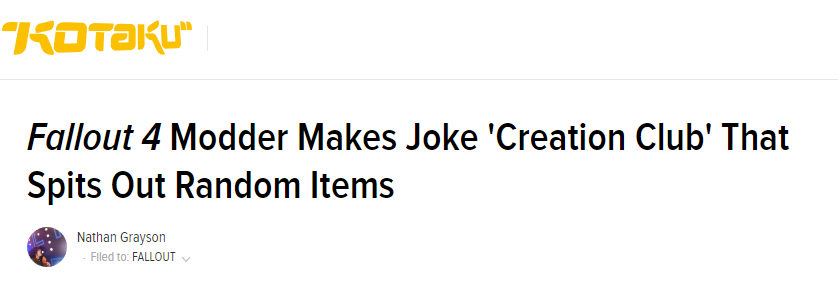 KOTAKU
Fallout 4 Modder Makes Joke 'Creation Club' That
Spits Out Random Items
Nathan Grayson
· Filed to: FALLOUT